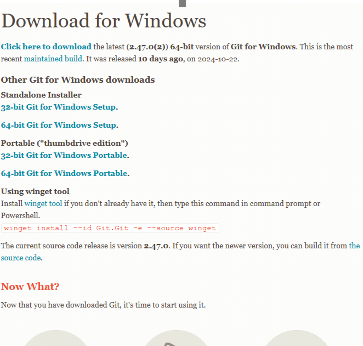 Download for Windows
Click here to download the latest (2.47.0(2)) 64-bit version of Git for Windows. This is the most
recent maintained build. It was released 10 days ago, on 2024-10-22.
Other Git for Windows downloads
Standalone Installer
32-bit Git for Windows Setup.
64-bit Git for Windows Setup.
Portable ("thumbdrive edition")
32-bit Git for Windows Portable.
64-bit Git for Windows Portable.
Using winget tool
Install winget tool if you don't already have it, then type this command in command prompt or
Powershell.
winget install --id Git.Git -e --source winget
The current source code release is version 2.47.0. If you want the newer version, you can build it from the
source code.
Now What?
Now that you have downloaded Git, it's time to start using it.